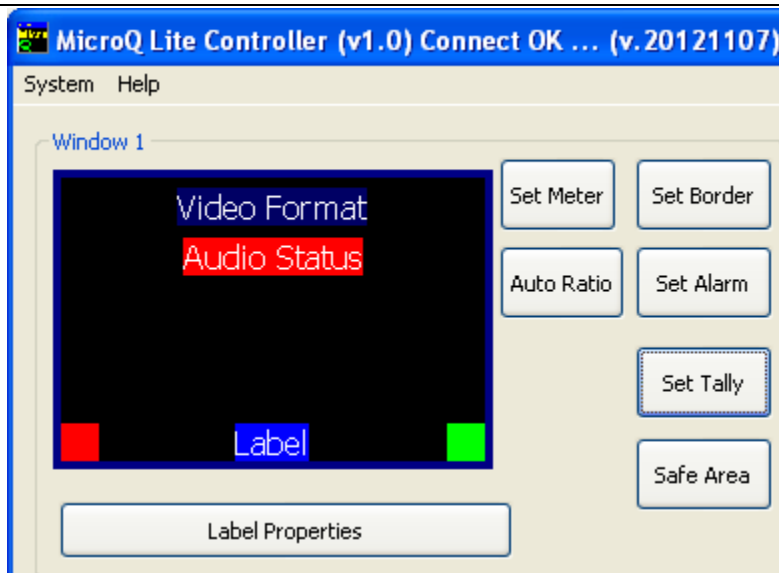 MicroQ Lite Controller (v1.0) Connect OK ... (v.20121107)
System Help
Window 1
Video Format
Audio Status
Label
Set Meter
Set Border
Auto Ratio
Set Alarm
Set Tally
Safe Area
Label Properties